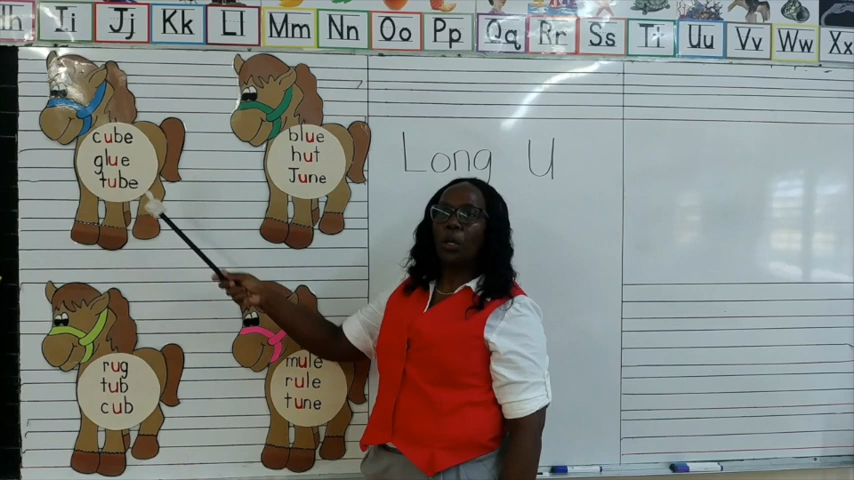 Ii Jj Kk Ll Mm Nn Oo Pp Qq Rr Ss Tt Uu Vv Ww Xx
cube
glue
tube
blue
hut
June
Long U
rug
tub
cub
mule
rule
tune